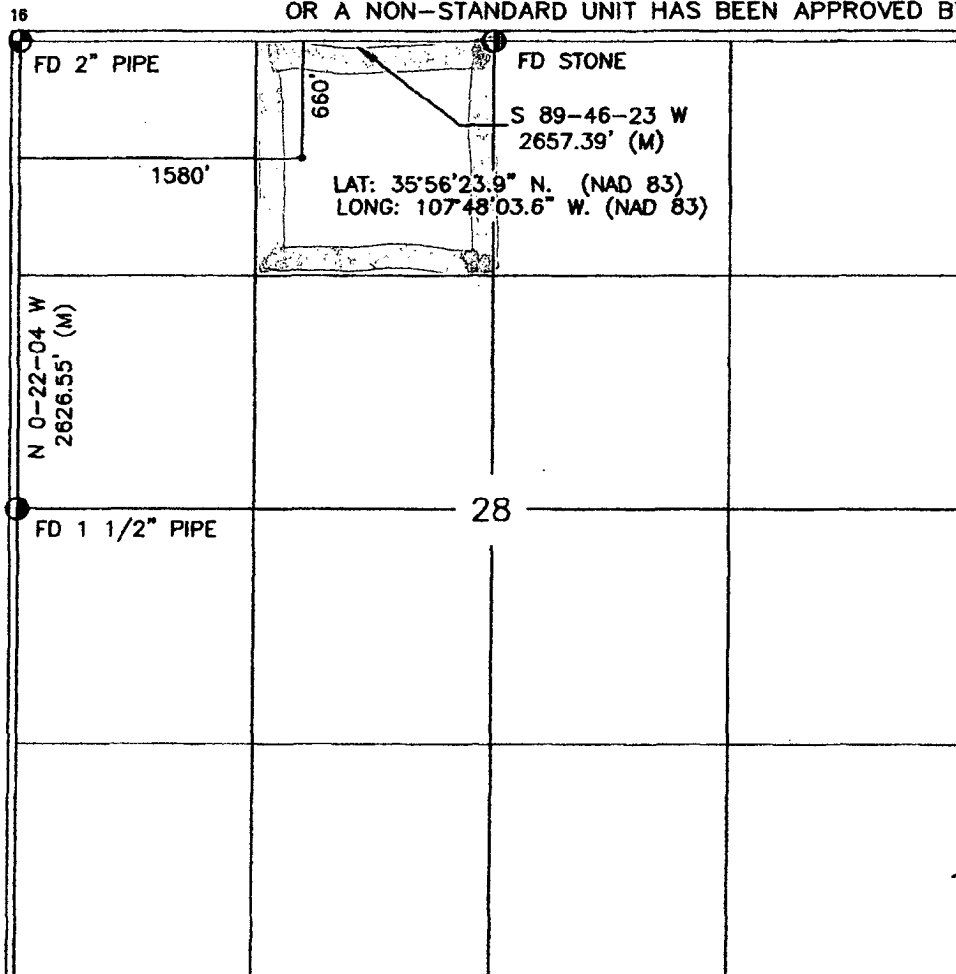 16
OR A NON-STANDARD UNIT HAS BEEN APPROVED B
FD 2" PIPE
FD STONE
660'
S 89-46-23 W
2657.39' (M)
1580'
LAT: 35°56'23.9" N. (NAD 83)
LONG: 107°48'03.6" W. (NAD 83)
N 0-22-04 W
2626.55' (M)
FD 1 1/2" PIPE
28